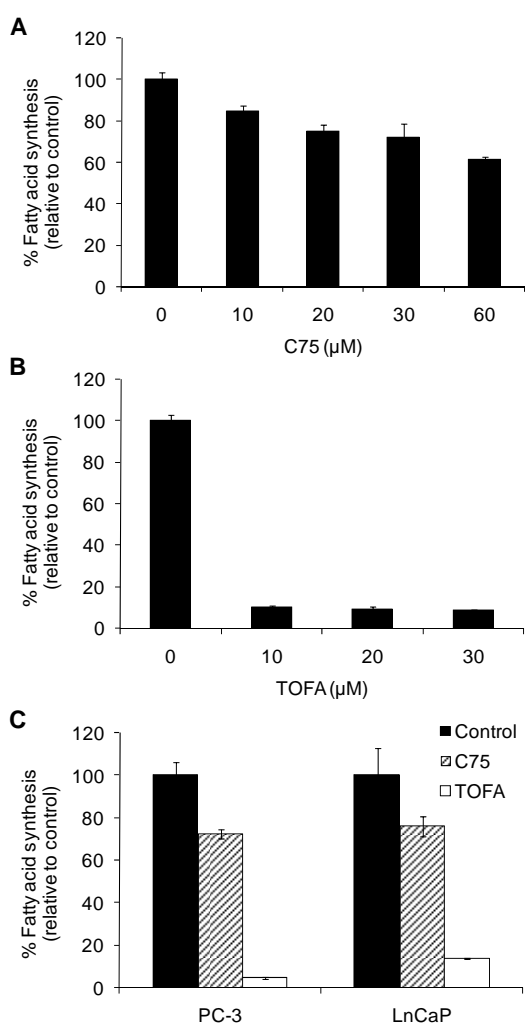 A
% Fatty acid synthesis
(relative to control)
120
100
80
60
40
20
0
0 10 20 30 60
C75 (µM)
B
% Fatty acid synthesis
(relative to control)
120
100
80
60
40
20
0
0 10 20 30
TOFA (µM)
C
% Fatty acid synthesis
(relative to control)
120
100
80
60
40
20
0
Control
C75
TOFA
PC-3 LnCaP